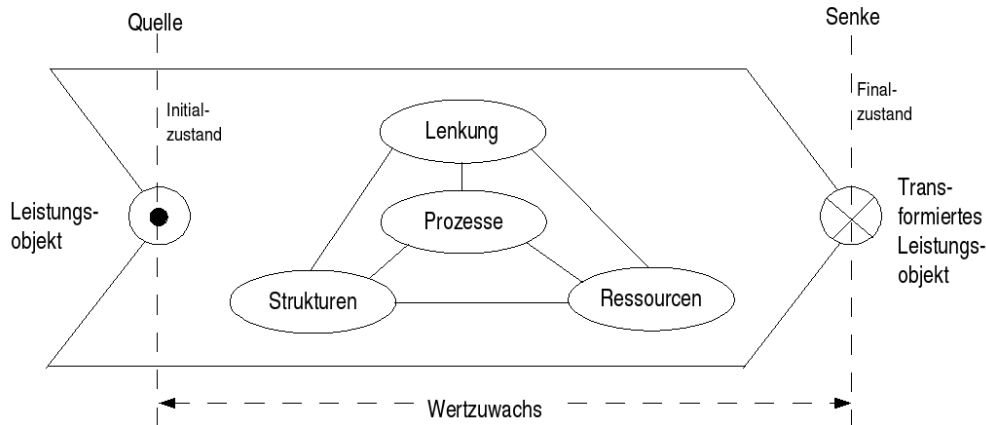 Quelle
Senke
Initial-
zustand
Final-
zustand
Lenkung
Leistungs-
objekt
Prozesse
Trans-
formiertes
Leistungs-
objekt
Strukturen
Ressourcen
Wertzuwachs